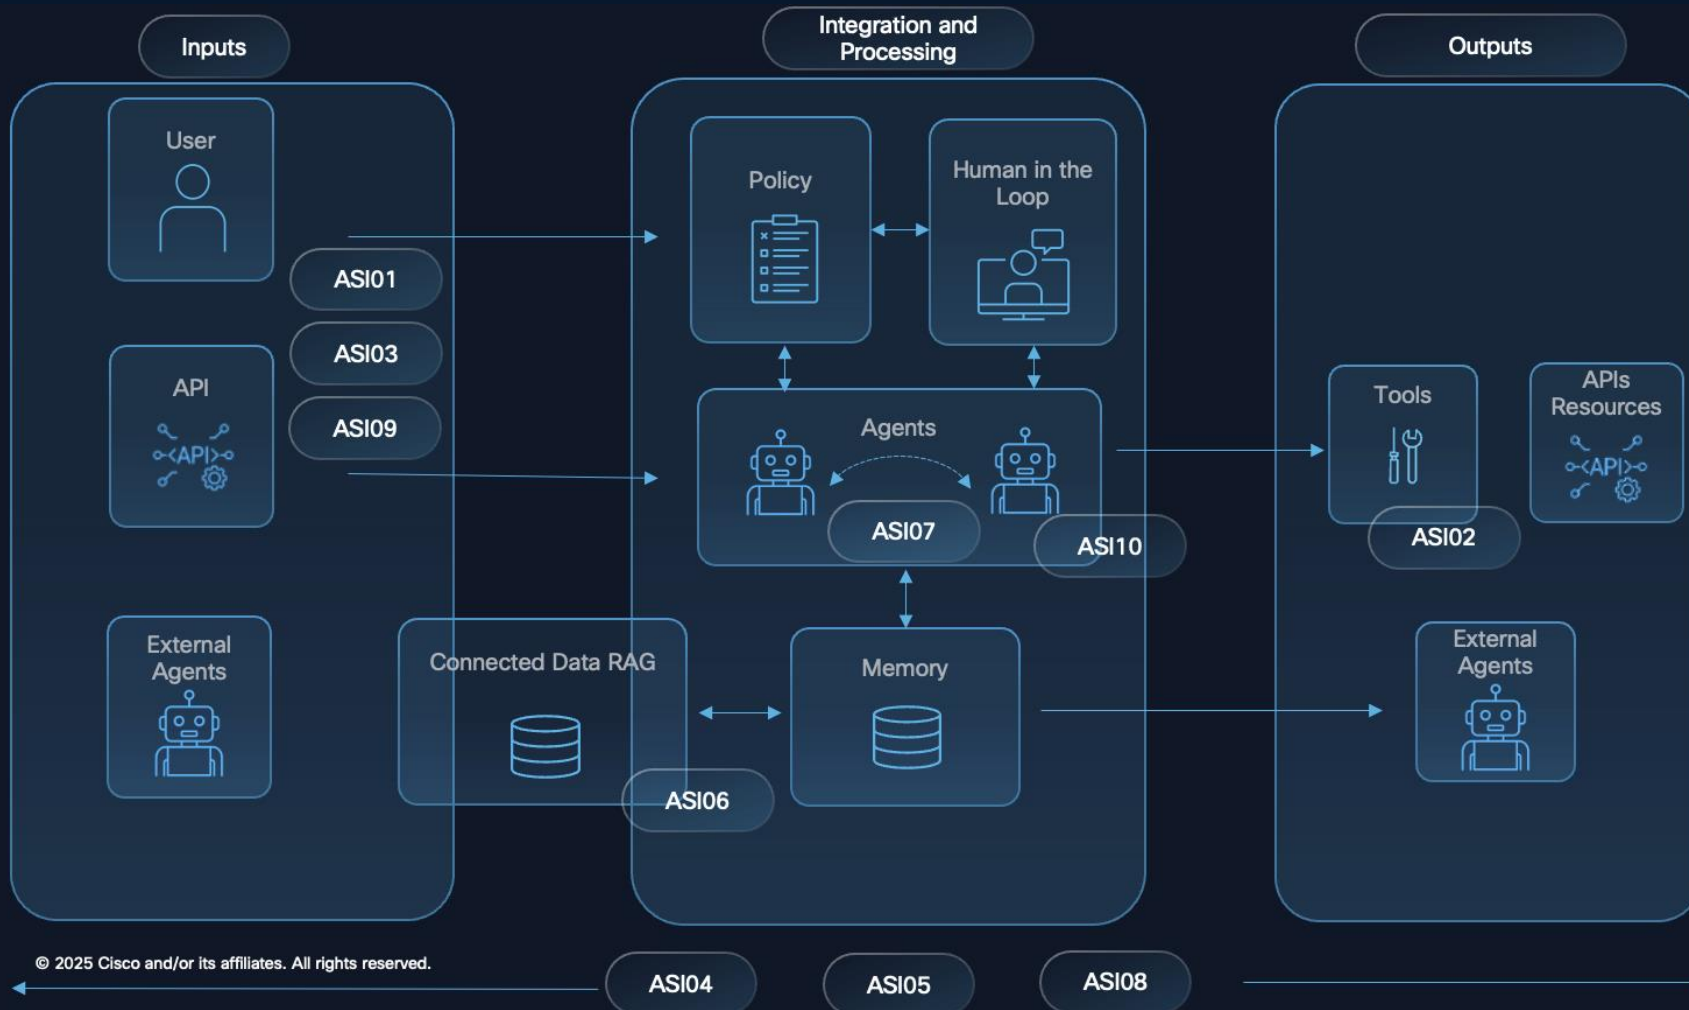 Inputs
Integration and
Processing
Outputs
User
ASI01
ASI03
ASI09
API
<API>
External
Agents
Connected Data RAG
ASI06
Policy
Human in the
Loop
Agents
ASI07
ASI10
Memory
Tools
ASI02
APIs
Resources
<API>
External
Agents
© 2025 Cisco and/or its affiliates. All rights reserved.
ASI04
ASI05
ASI08